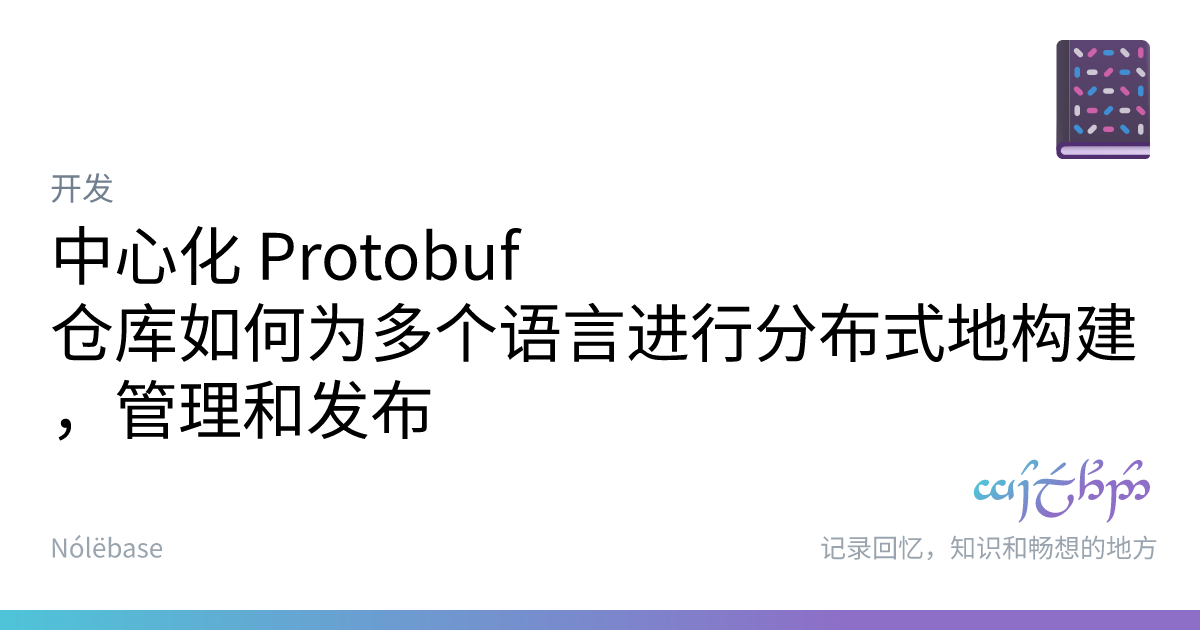 开发
中心化 Protobuf
仓库如何为多个语言进行分布式地构建
，管理和发布
Nólëbase
记录回忆，知识和畅想的地方